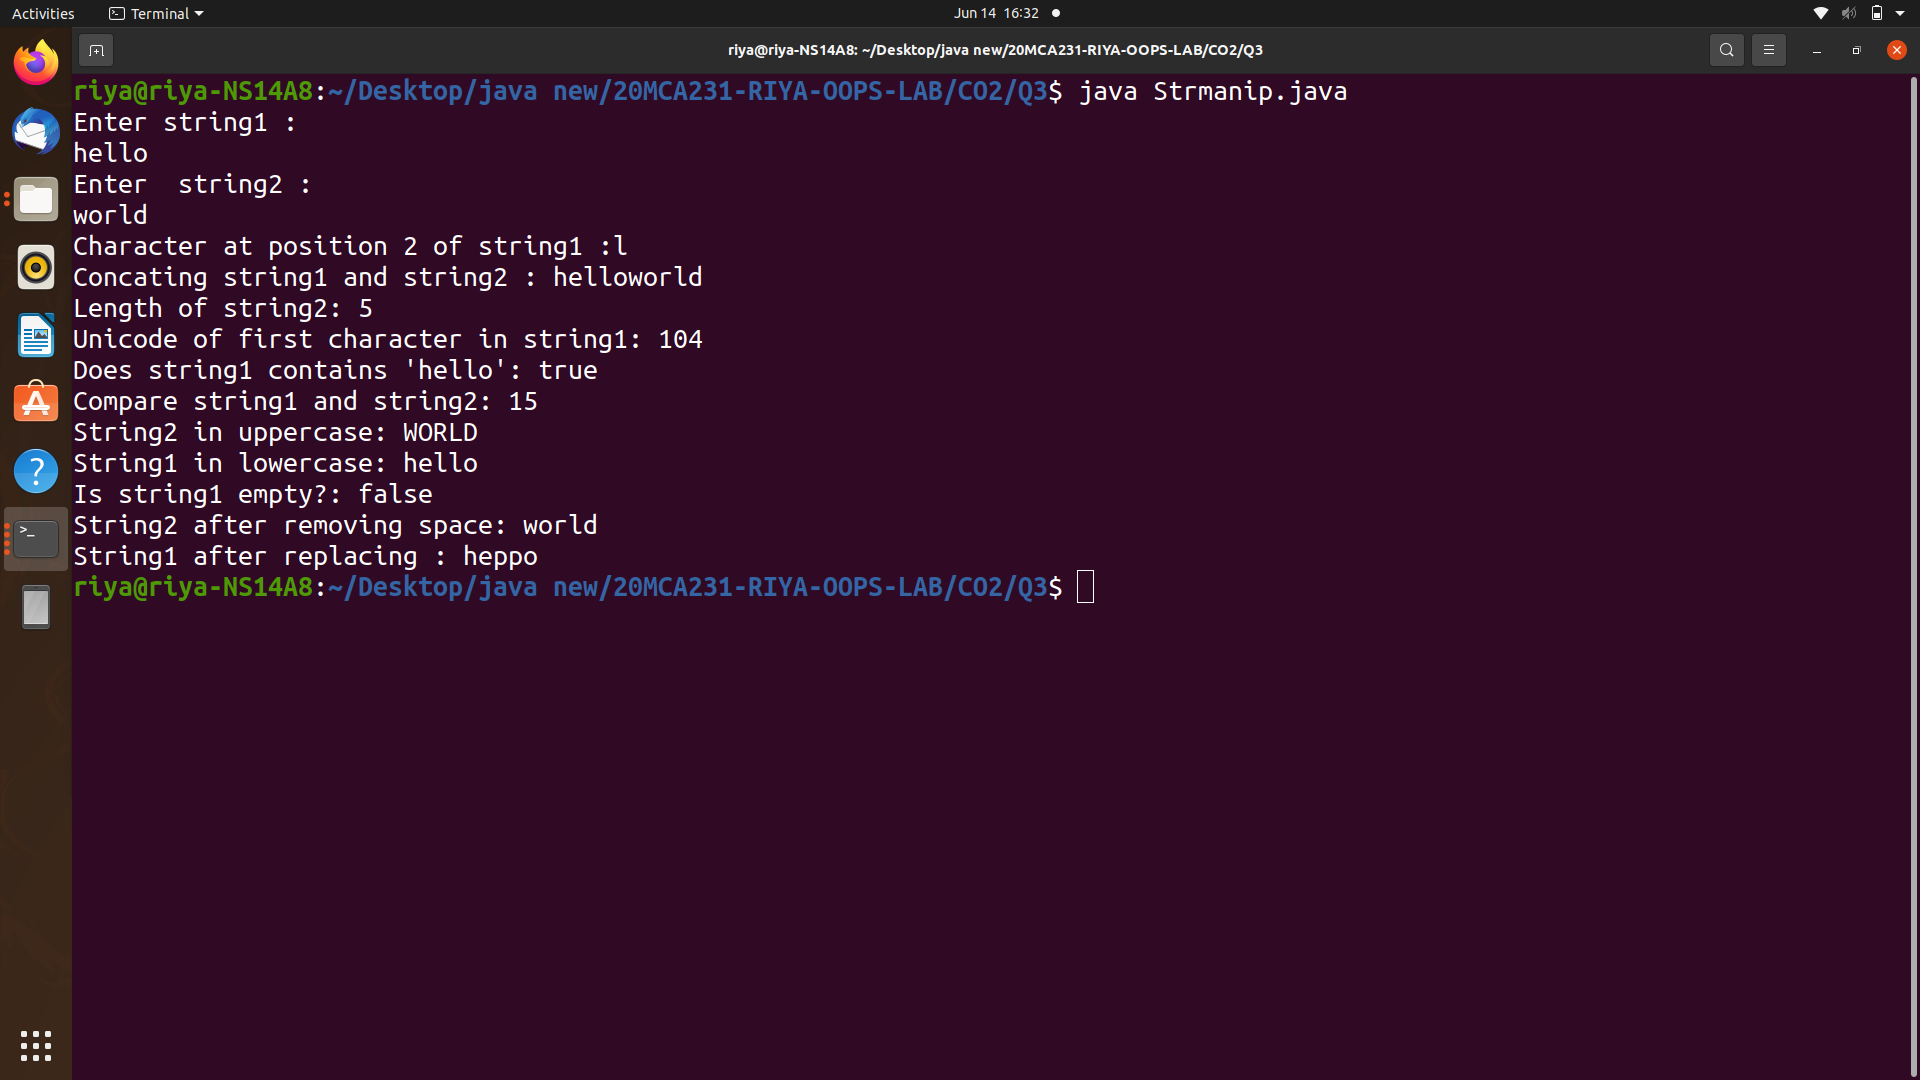 Activities Terminal Jun 14 16:32
riya@riya-NS14A8: ~/Desktop/java new/20MCA231-RIYA-OOPS-LAB/CO2/Q3
riya@riya-NS14A8:~/Desktop/java new/20MCA231-RIYA-OOPS-LAB/CO2/Q3$ java Strmanip.java
Enter string1 :
hello
Enter  string2 :
world
Character at position 2 of string1 :l
Concating string1 and string2 : helloworld
Length of string2: 5
Unicode of first character in string1: 104
Does string1 contains 'hello': true
Compare string1 and string2: 15
String2 in uppercase: WORLD
String1 in lowercase: hello
Is string1 empty?: false
String2 after removing space: world
String1 after replacing : heppo
riya@riya-NS14A8:~/Desktop/java new/20MCA231-RIYA-OOPS-LAB/CO2/Q3$